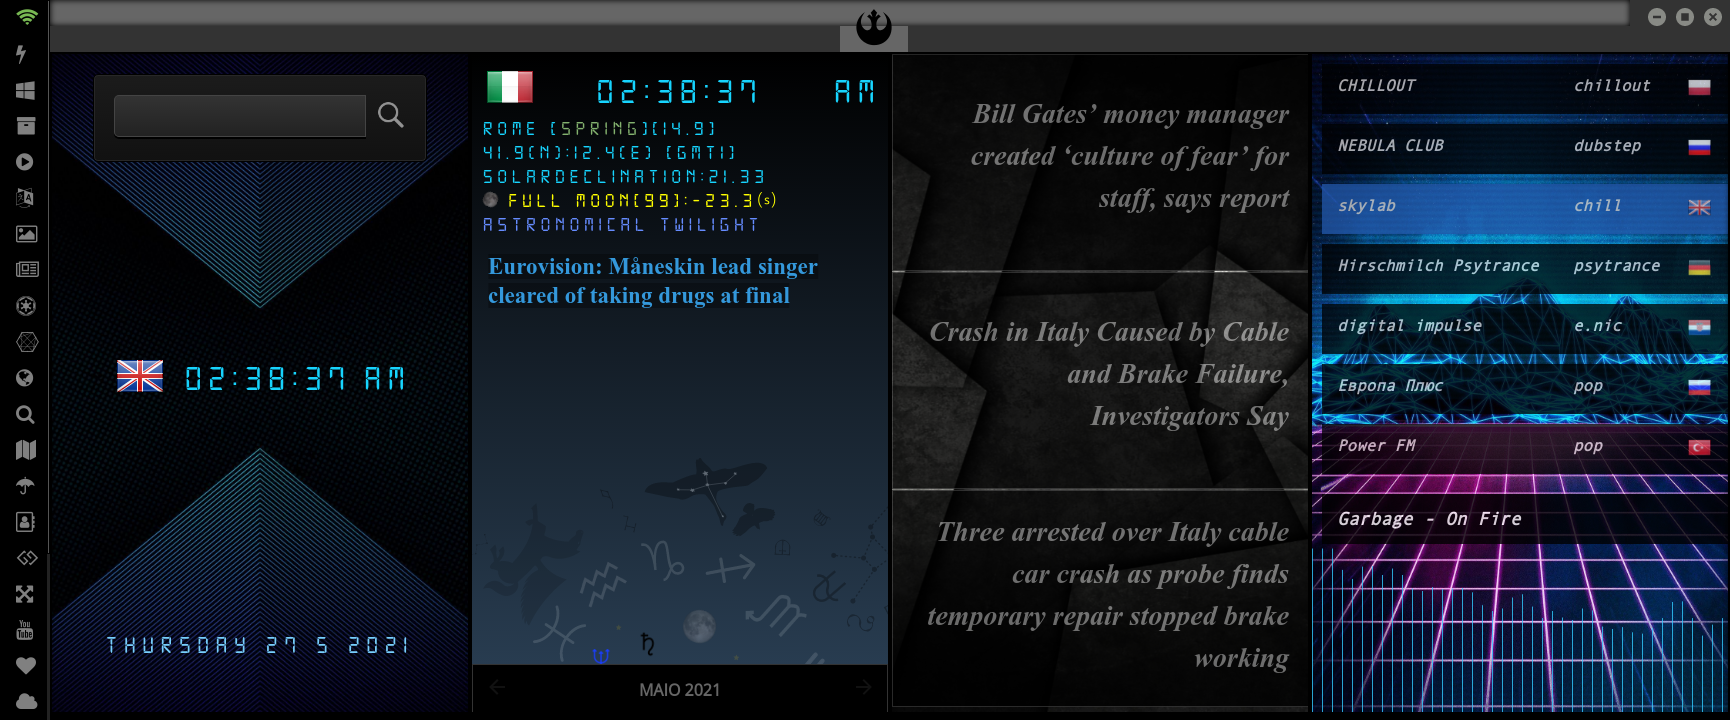 02:38:37 AM
THURSDAY 27 5 2021
02:38:37 AM
ROME (SPRING)(14.9)
41.9(N):12.4(E) (GMT1)
SOLARDECLINATION:21.33
FULL MOON(99):-23.3(s)
ASTRONOMICAL TWILIGHT
Eurovision: Måneskin lead singer
cleared of taking drugs at final
MAIO 2021
Bill Gates’ money manager
created ‘culture of fear’ for
staff, says report
Crash in Italy Caused by Cable
and Brake Failure,
Investigators Say
Three arrested over Italy cable
car crash as probe finds
temporary repair stopped brake
working
CHILLOUT chillout
NEBULA CLUB dubstep
skylab chill
Hirschmilch Psytrance psytrance
digital impulse e.nic
Европа Плюс pop
Power FM pop
Garbage - On Fire
You
Tube